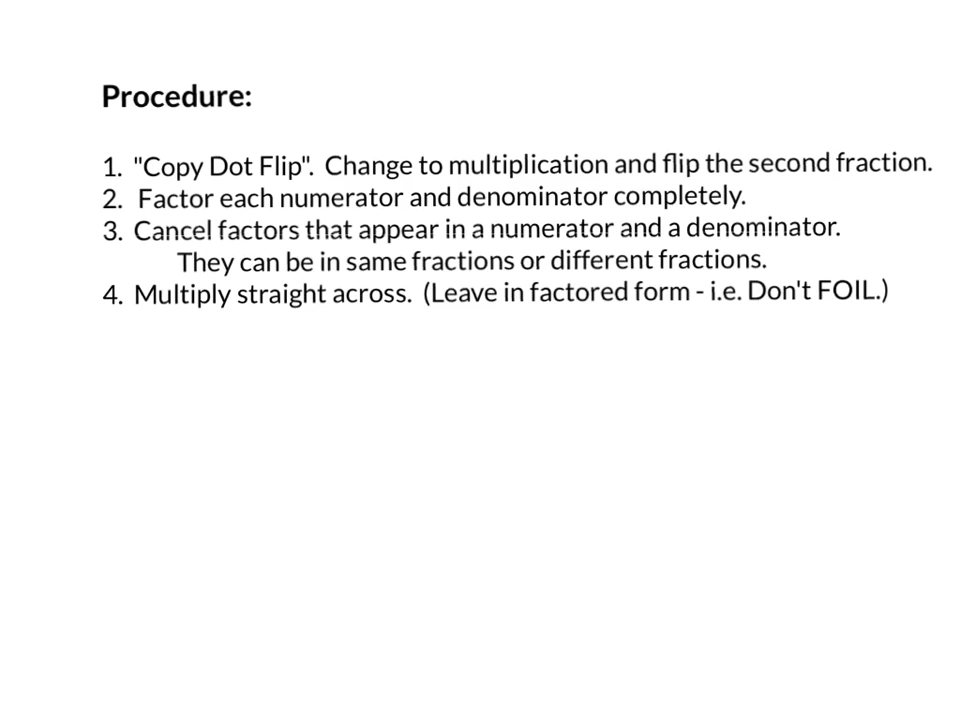 Procedure:
1. "Copy Dot Flip". Change to multiplication and flip the second fraction.
2. Factor each numerator and denominator completely.
3. Cancel factors that appear in a numerator and a denominator.
They can be in same fractions or different fractions.
4. Multiply straight across. (Leave in factored form - i.e. Don't FOIL.)